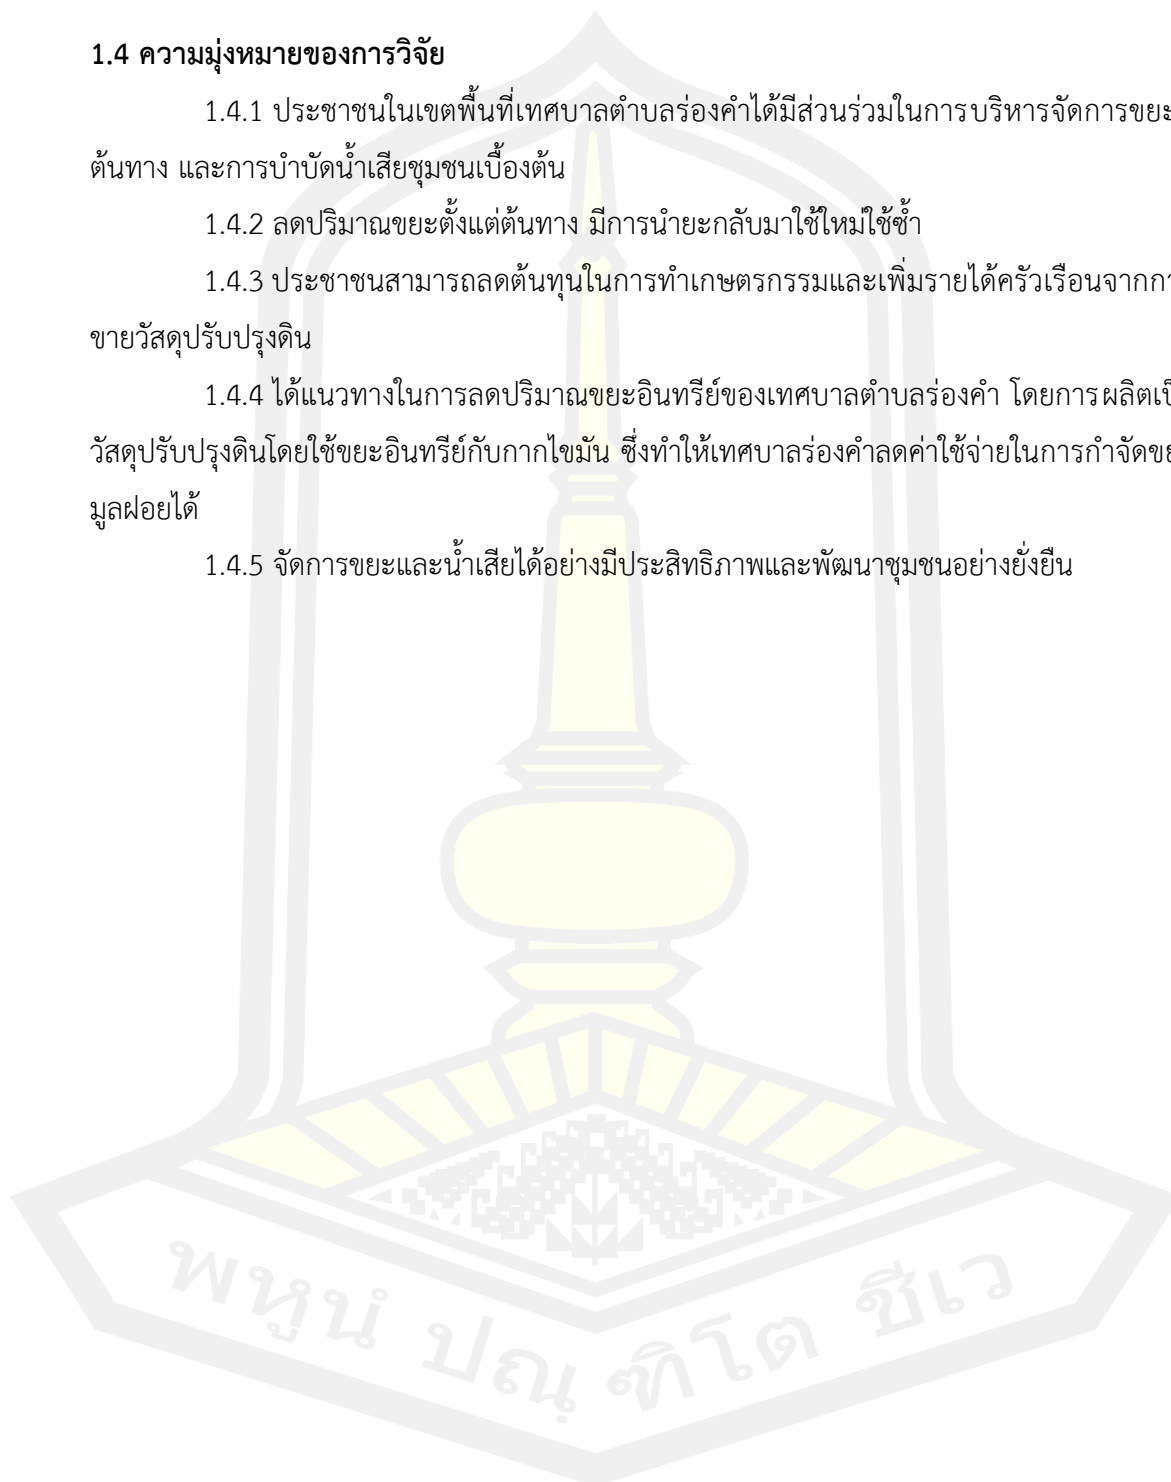 1.4 ความมุ่งหมายของการวิจัย
1.4.1 ประชาชนในเขตพื้นที่เทศบาลตำบลร่องคำได้มีส่วนร่วมในการบริหารจัดการขยะ
ต้นทาง และการบำบัดน้ำเสียชุมชนเบื้องต้น
1.4.2 ลดปริมาณขยะตั้งแต่ต้นทาง มีการนำยะกลับมาใช้ใหม่ใช้ซ้ำ
1.4.3 ประชาชนสามารถลดต้นทุนในการทำเกษตรกรรมและเพิ่มรายได้ครัวเรือนจาก
ขายวัสดุปรับปรุงดิน
1.4.4 ได้แนวทางในการลดปริมาณขยะอินทรีย์ของเทศบาลตำบลร่องคำ โดยการผลิต
วัสดุปรับปรุงดินโดยใช้ขยะอินทรีย์กับกากไขมัน ซึ่งทำให้เทศบาลร่องคำลดค่าใช้จ่ายในการกำจัด
มูลฝอยได้
1.4.5 จัดการขยะและน้ำเสียได้อย่างมีประสิทธิภาพและพัฒนาชุมชนอย่างยั่งยืน
พหูนํ ปณฺฑิโต ชีเว